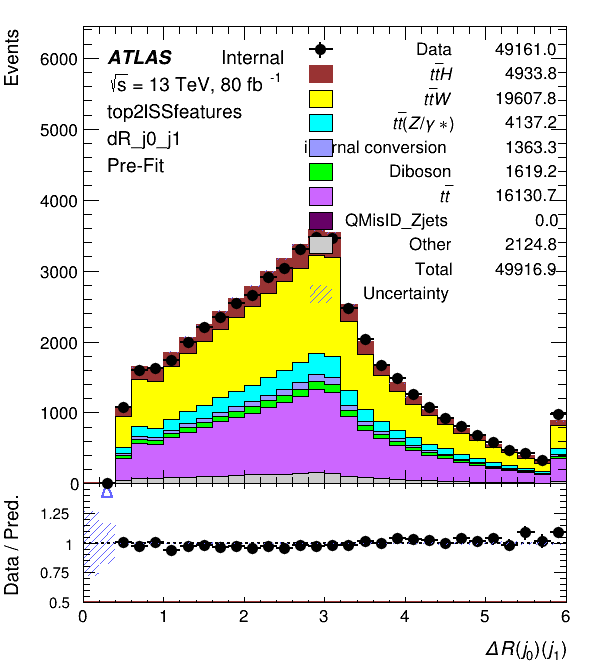 Events
ATLAS Internal
√s = 13 TeV, 80 fb -1
top2lSSfeatures
dR_j0_j1
Pre-Fit
Data 49161.0
tt̄H 4933.8
tt̄W 19607.8
tt̄(Z/γ*) 4137.2
internal conversion 1363.3
Diboson 1619.2
tt̄ 16130.7
QMisID_Zjets 0.0
Other 2124.8
Total 49916.9
Uncertainty
6000
5000
4000
3000
2000
1000
0
Data / Pred.
1.25
1
0.75
0.5
0 1 2 3 4 5 6
ΔR(j0)(j1)